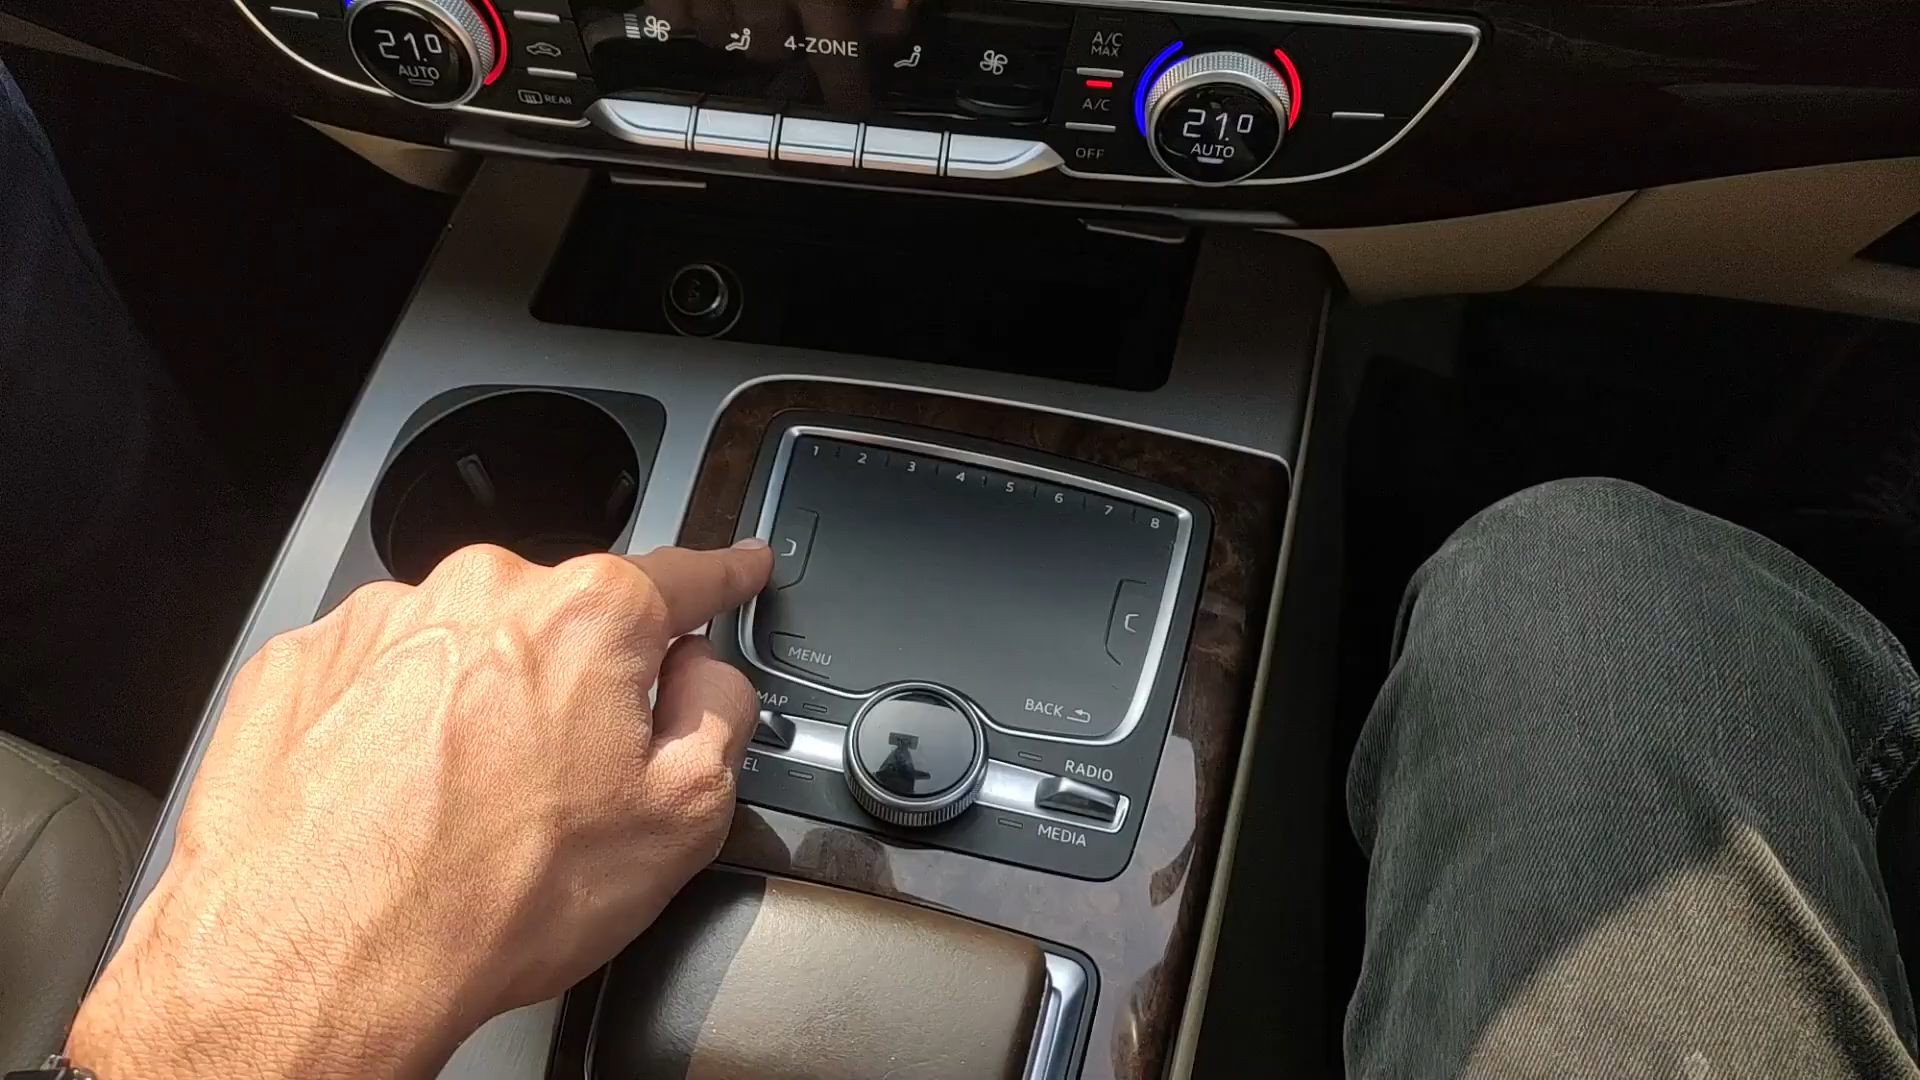 21.0
AUTO
REAR
4-ZONE
A/C
MAX
A/C
OFF
21.0
AUTO
1 2 3 4 5 6 7 8
MENU
BACK
MAP
EL
RADIO
MEDIA